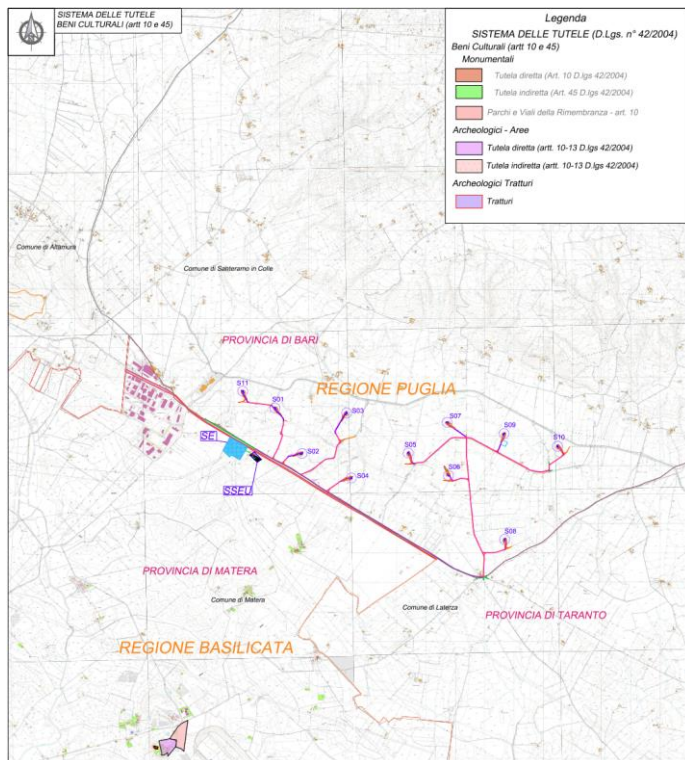 SISTEMA DELLE TUTELE
BENI CULTURALI (artt 10 e 45)
Legenda
SISTEMA DELLE TUTELE (D.Lgs. n° 42/2004)
Beni Culturali (artt 10 e 45)
Monumentali
Tutela diretta (Art. 10 D.lgs 42/2004)
Tutela indiretta (Art. 45 D.lgs 42/2004)
Parchi e Viali della Rimembranza - art. 10
Archeologici - Aree
Tutela diretta (artt. 10-13 D.lgs 42/2004)
Tutela indiretta (artt. 10-13 D.lgs 42/2004)
Archeologici Tratturi
Tratturi
Comune di Altamura
Comune di Santeramo in Colle
PROVINCIA DI BARI
REGIONE PUGLIA
S11
S01
S03
S07
S09
S10
SE
S02
S05
S04
SSEU
S08
PROVINCIA DI MATERA
Comune di Matera
Comune di Laterza
PROVINCIA DI TARANTO
REGIONE BASILICATA